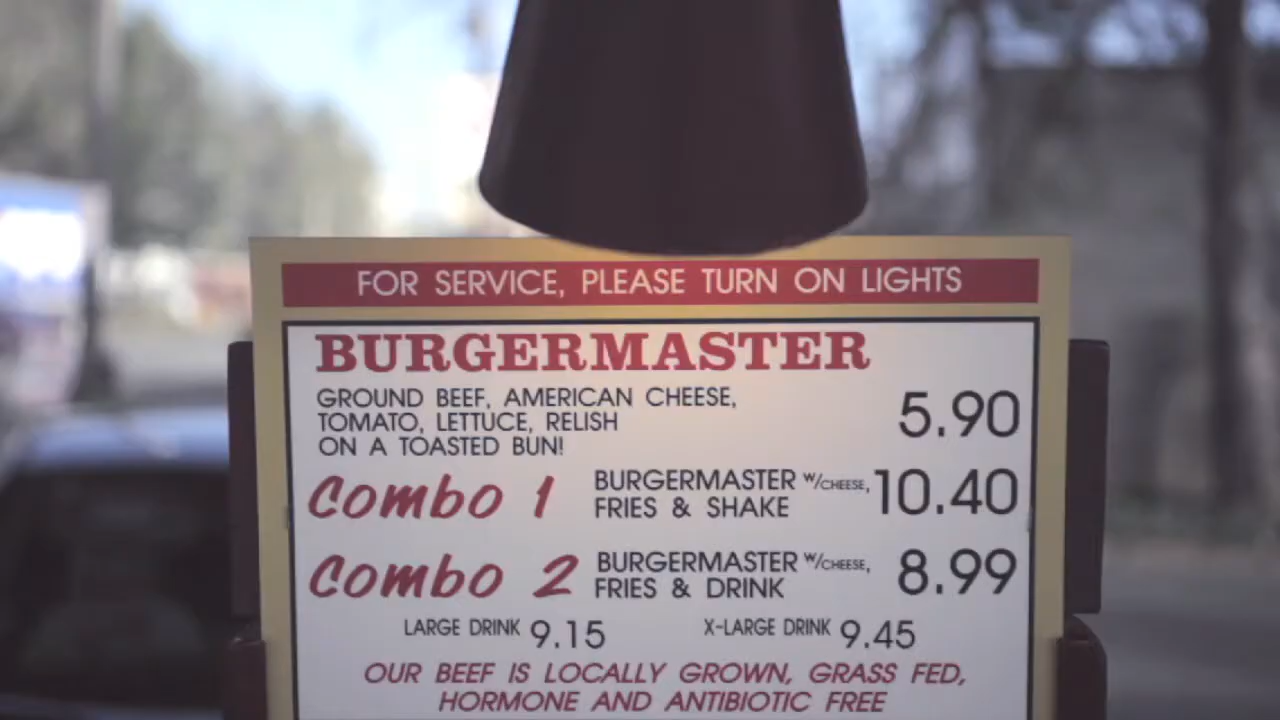 FOR SERVICE, PLEASE TURN ON LIGHTS
BURGERMASTER
GROUND BEEF, AMERICAN CHEESE,
TOMATO, LETTUCE, RELISH
ON A TOASTED BUN!
5.90
Combo 1 BURGERMASTER W/CHEESE, 10.40
FRIES & SHAKE
Combo 2 BURGERMASTER W/CHEESE, 8.99
FRIES & DRINK
LARGE DRINK 9.15 X-LARGE DRINK 9.45
OUR BEEF IS LOCALLY GROWN, GRASS FED,
HORMONE AND ANTIBIOTIC FREE